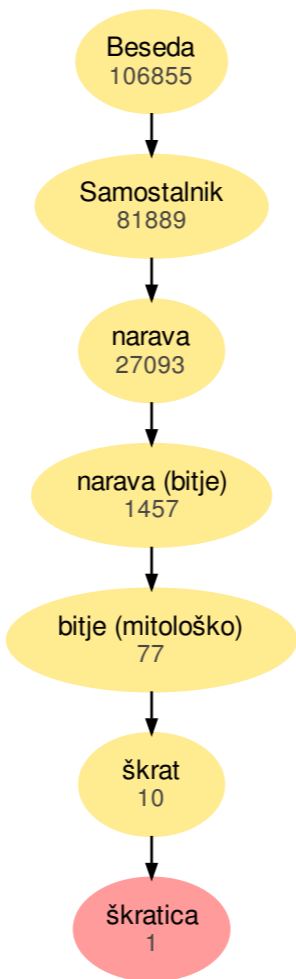 Beseda
106855
Samostalnik
81889
narava
27093
narava (bitje)
1457
bitje (mitološko)
77
škrat
10
škratica
1